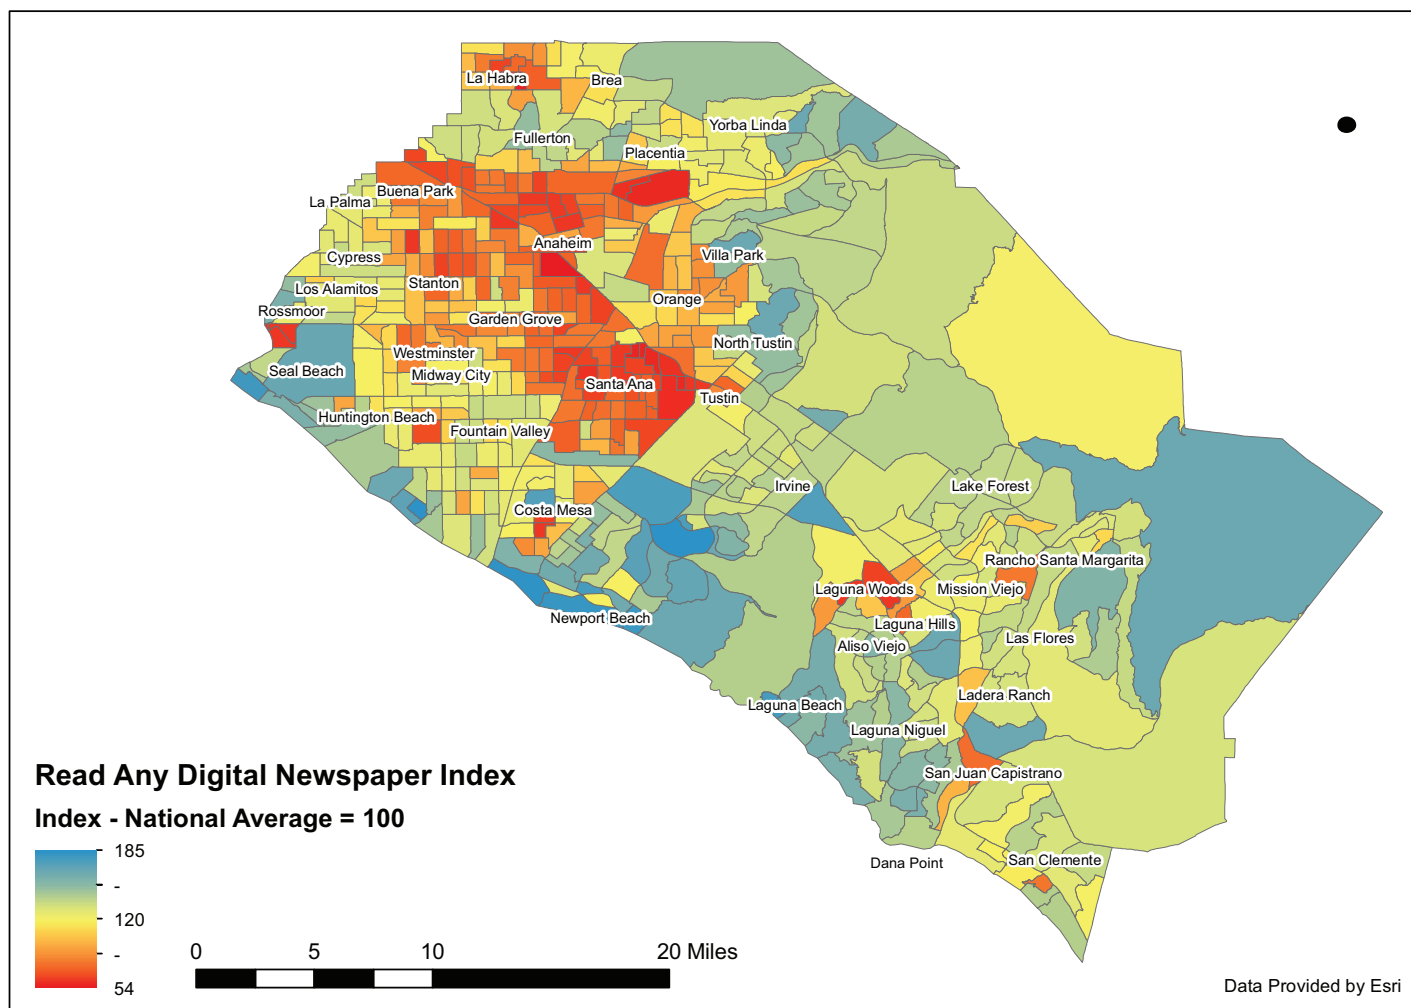 La Habra
Brea
Yorba Linda
Fullerton
Placentia
Buena Park
La Palma
Anaheim
Villa Park
Cypress
Los Alamitos
Stanton
Orange
Rossmoor
Garden Grove
North Tustin
Westminster
Seal Beach
Midway City
Santa Ana
Tustin
Huntington Beach
Fountain Valley
Irvine
Lake Forest
Costa Mesa
Rancho Santa Margarita
Laguna Woods
Mission Viejo
Newport Beach
Laguna Hills
Las Flores
Aliso Viejo
Ladera Ranch
Laguna Beach
Laguna Niguel
San Juan Capistrano
Dana Point
San Clemente
Read Any Digital Newspaper Index
Index - National Average = 100
185
-
120
-
54
0 5 10 20 Miles
Data Provided by Esri